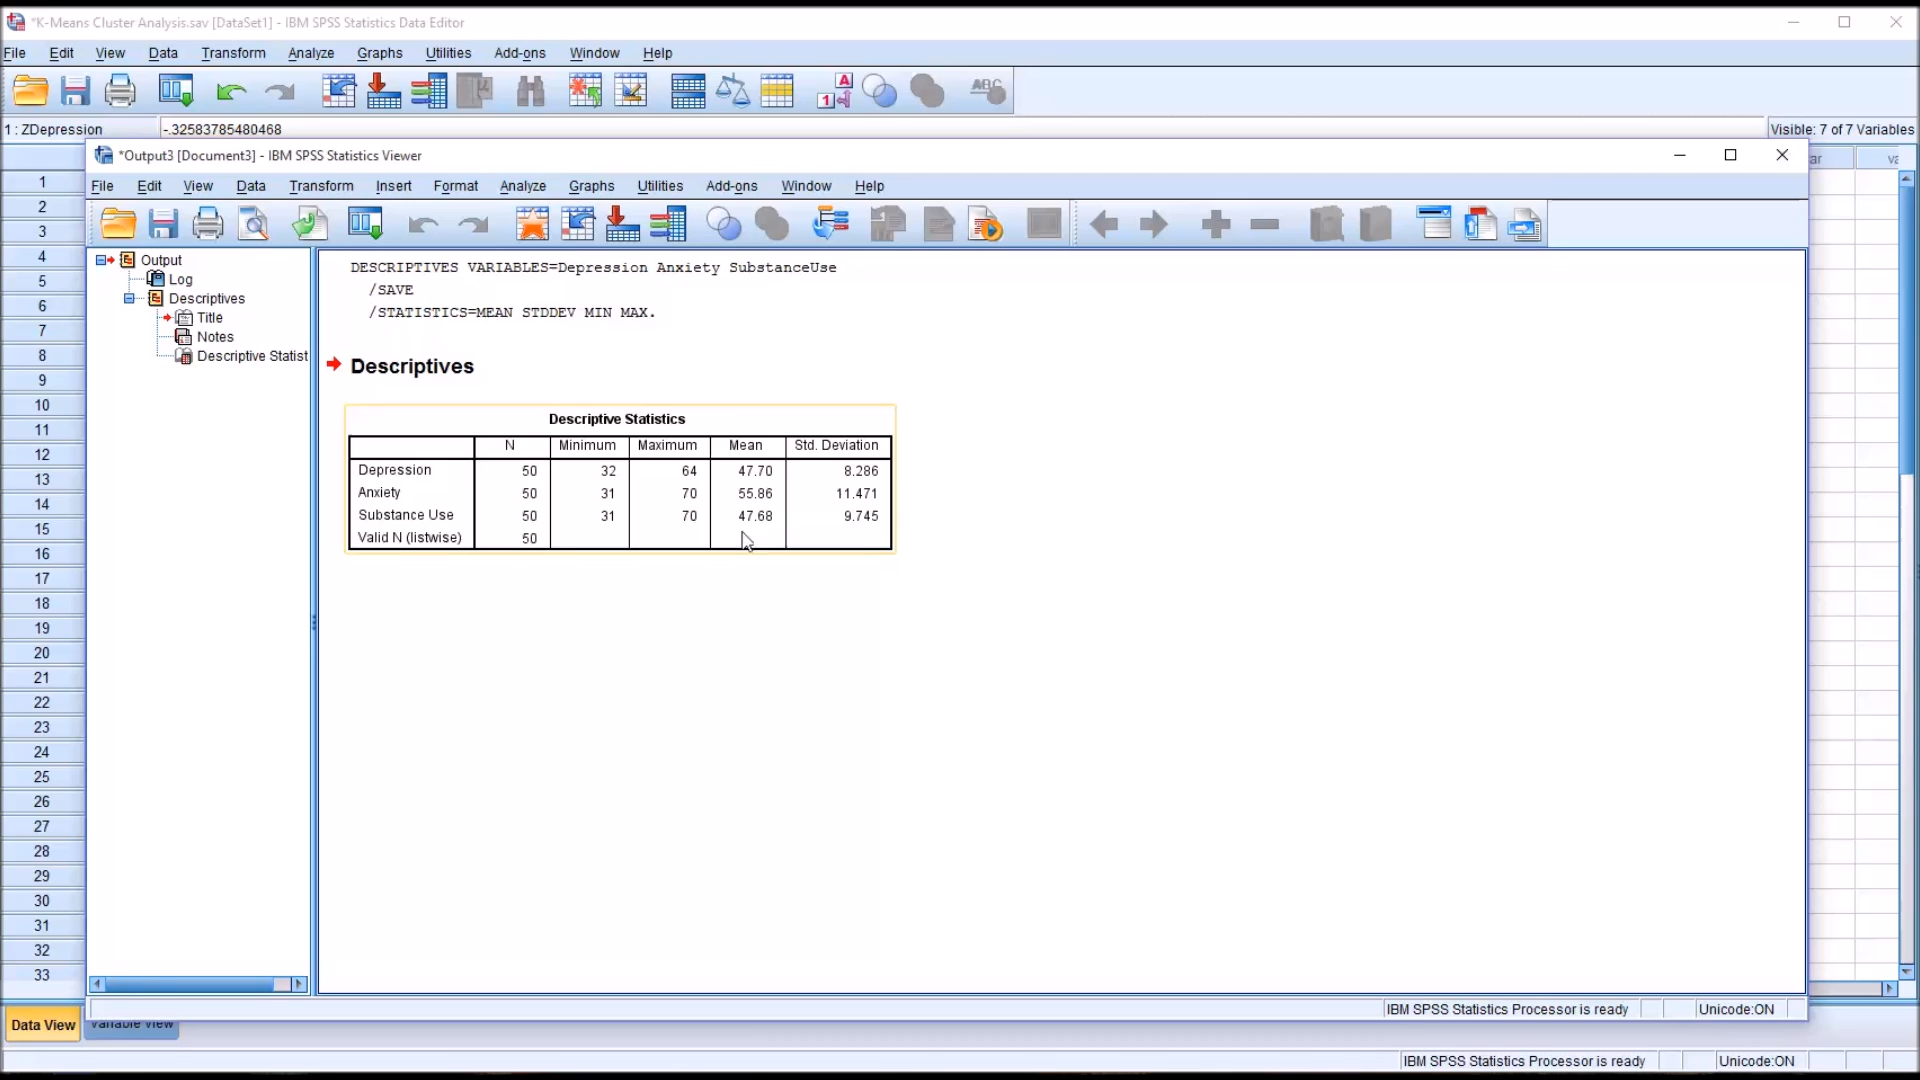 *K-Means Cluster Analysis.sav [DataSet1] - IBM SPSS Statistics Data Editor
File Edit View Data Transform Analyze Graphs Utilities Add-ons Window Help
1 : ZDepression -.32583785480468 Visible: 7 of 7 Variables
*Output3 [Document3] - IBM SPSS Statistics Viewer
File Edit View Data Transform Insert Format Analyze Graphs Utilities Add-ons Window Help
Output
Log
Descriptives
Title
Notes
Descriptive Statist
DESCRIPTIVES VARIABLES=Depression Anxiety SubstanceUse
/SAVE
/STATISTICS=MEAN STDDEV MIN MAX.
Descriptives
Descriptive Statistics
N Minimum Maximum Mean Std. Deviation
Depression 50 32 64 47.70 8.286
Anxiety 50 31 70 55.86 11.471
Substance Use 50 31 70 47.68 9.745
Valid N (listwise) 50
1
2
3
4
5
6
7
8
9
10
11
12
13
14
15
16
17
18
19
20
21
22
23
24
25
26
27
28
29
30
31
32
33
IBM SPSS Statistics Processor is ready Unicode:ON
Data View Variable View
IBM SPSS Statistics Processor is ready Unicode:ON